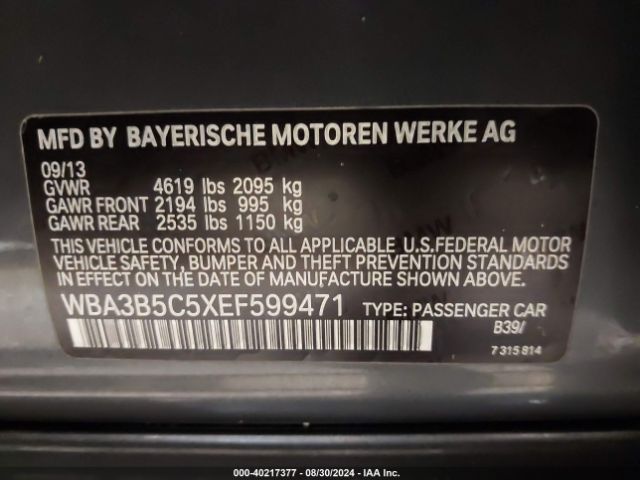 MFD BY BAYERISCHE MOTOREN WERKE AG
09/13
GVWR 4619 lbs 2095 kg
GAWR FRONT 2194 lbs 995 kg
GAWR REAR 2535 lbs 1150 kg
THIS VEHICLE CONFORMS TO ALL APPLICABLE U.S.FEDERAL MOTOR
VEHICLE SAFETY, BUMPER AND THEFT PREVENTION STANDARDS
IN EFFECT ON THE DATE OF MANUFACTURE SHOWN ABOVE.
WBA3B5C5XEF599471 TYPE: PASSENGER CAR
B39/
7 315 814
000-40217377 - 08/30/2024 - IAA Inc.